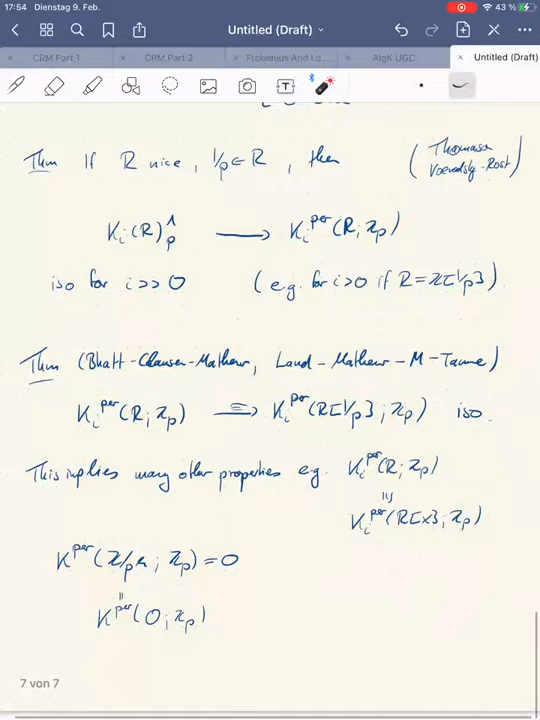 17:54 Dienstag 9. Feb. 43 %
Untitled (Draft)
CBM Part 1 CRM Part 2 Frobenius And Lo... AlgK UGC Untitled (Draft)
Thm If R nice, 1/p ∈ R, then (Thomason Voevodsky-Rost)
K_i(R)^∧_p → K_i^per(R; Z_p)
iso for i >> 0 (e.g. for i>0 if R = Z[1/p])
Thm (Bhatt-Clausen-Mathew, Land-Mathew-M-Tamme)
K_i^per(R; Z_p) ≅→ K_i^per(R[1/p]; Z_p) iso.
This implies many other properties e.g. K_i^per(R; Z_p)
||
K_i^per(R[x]; Z_p)
K^per(Z/p^n; Z_p) = 0
||
K^per(0; Z_p)
7 von 7